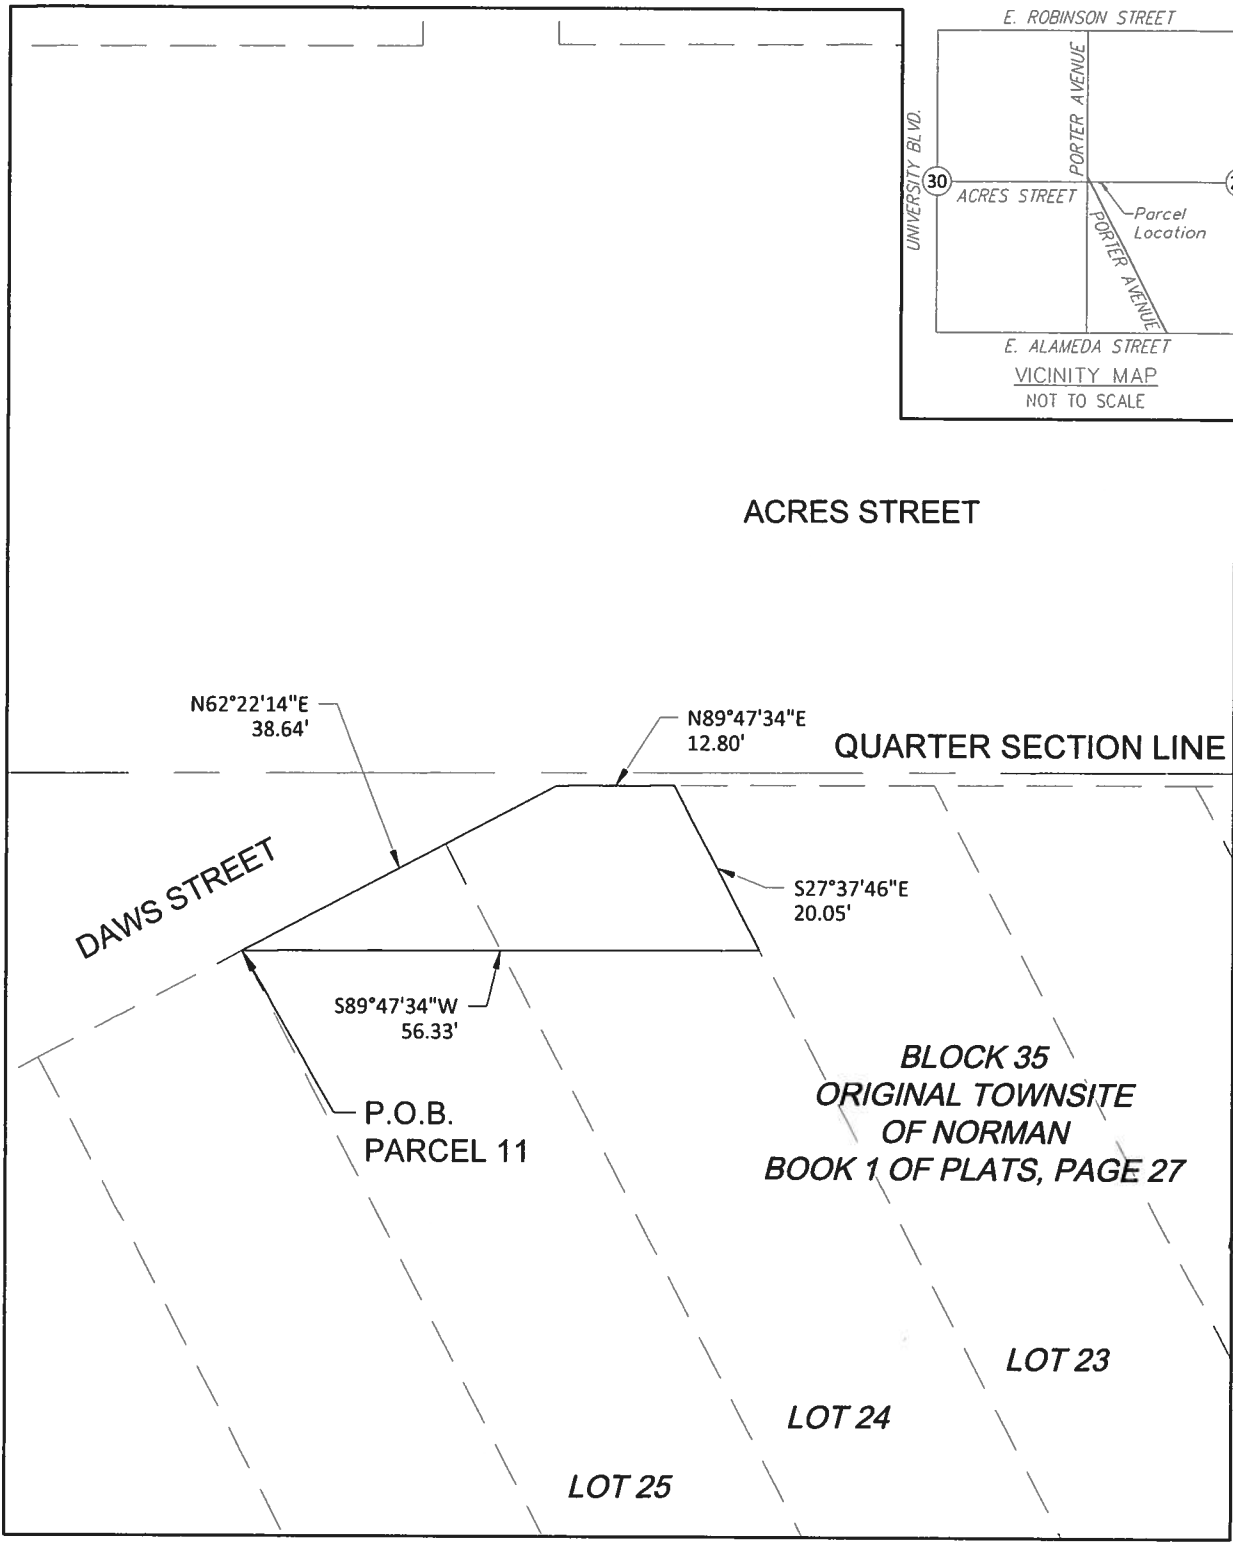 E. ROBINSON STREET
PORTER AVENUE
UNIVERSITY BLVD.
30
ACRES STREET
Parcel
Location
PORTER AVENUE
E. ALAMEDA STREET
VICINITY MAP
NOT TO SCALE
ACRES STREET
N62°22'14"E
38.64'
N89°47'34"E
12.80'
QUARTER SECTION LINE
DAWS STREET
S27°37'46"E
20.05'
S89°47'34"W
56.33'
P.O.B.
PARCEL 11
BLOCK 35
ORIGINAL TOWNSITE
OF NORMAN
BOOK 1 OF PLATS, PAGE 27
LOT 23
LOT 24
LOT 25